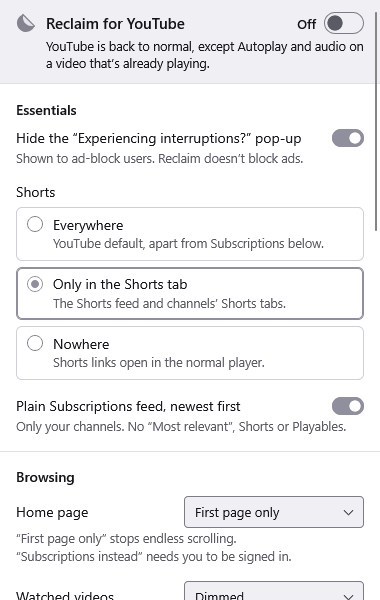 Reclaim for YouTube
Off
YouTube is back to normal, except Autoplay and audio on
a video that’s already playing.
Essentials
Hide the “Experiencing interruptions?” pop-up
Shown to ad-block users. Reclaim doesn’t block ads.
Shorts
Everywhere
YouTube default, apart from Subscriptions below.
Only in the Shorts tab
The Shorts feed and channels’ Shorts tabs.
Nowhere
Shorts links open in the normal player.
Plain Subscriptions feed, newest first
Only your channels. No “Most relevant”, Shorts or Playables.
Browsing
Home page
First page only
“First page only” stops endless scrolling.
“Subscriptions instead” needs you to be signed in.
Watched videos
Dimmed